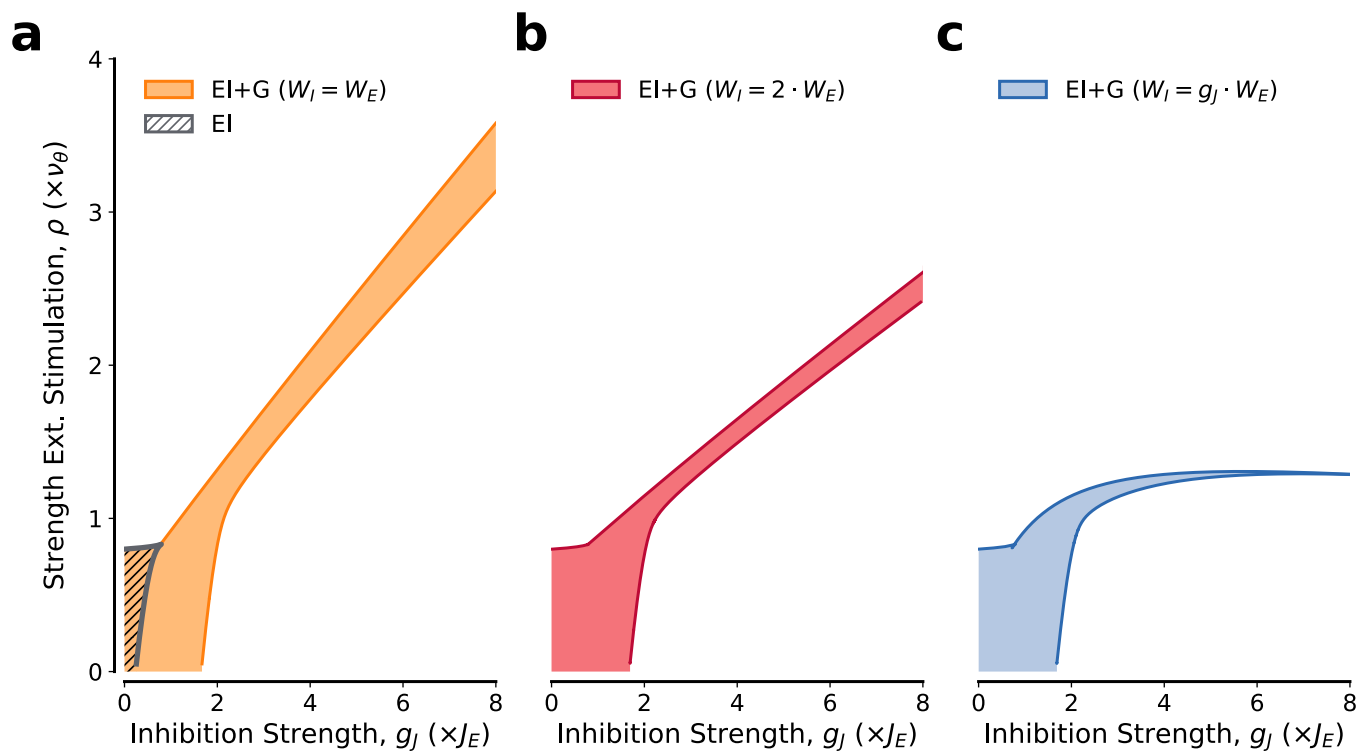 a
b
c
4
3
2
1
0
Strength Ext. Stimulation, ρ (×ν_θ)
EI+G (W_I = W_E)
EI
EI+G (W_I = 2 · W_E)
EI+G (W_I = g_J · W_E)
0 2 4 6 8
0 2 4 6 8
0 2 4 6 8
Inhibition Strength, g_J (×J_E)
Inhibition Strength, g_J (×J_E)
Inhibition Strength, g_J (×J_E)